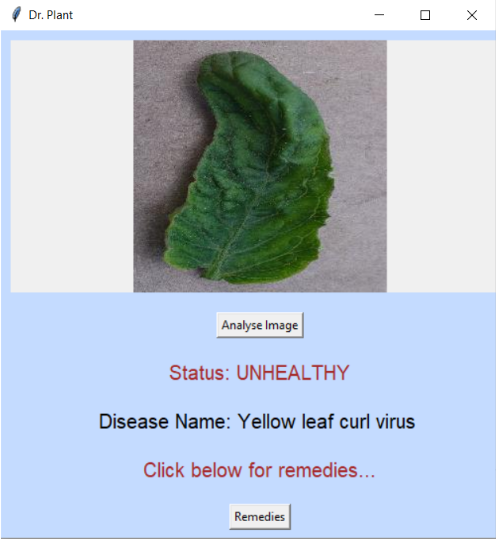 Dr. Plant
Analyse Image
Status: UNHEALTHY
Disease Name: Yellow leaf curl virus
Click below for remedies...
Remedies